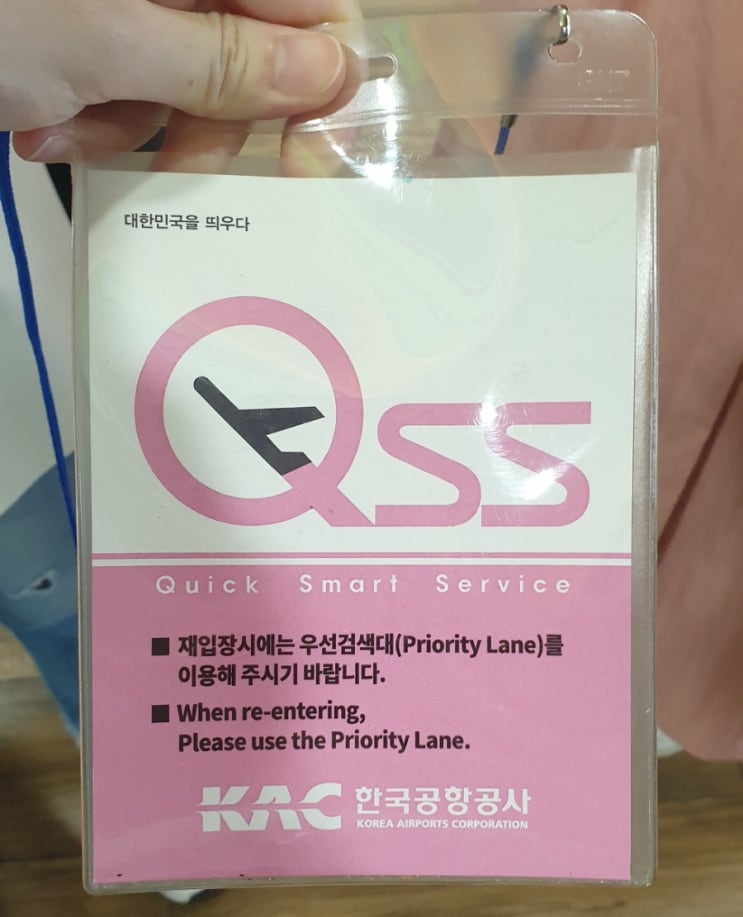 대한민국을 띄우다
QSS
Quick Smart Service
■ 재입장시에는 우선검색대(Priority Lane)를
이용해 주시기 바랍니다.
■ When re-entering,
Please use the Priority Lane.
KAC 한국공항공사
KOREA AIRPORTS CORPORATION